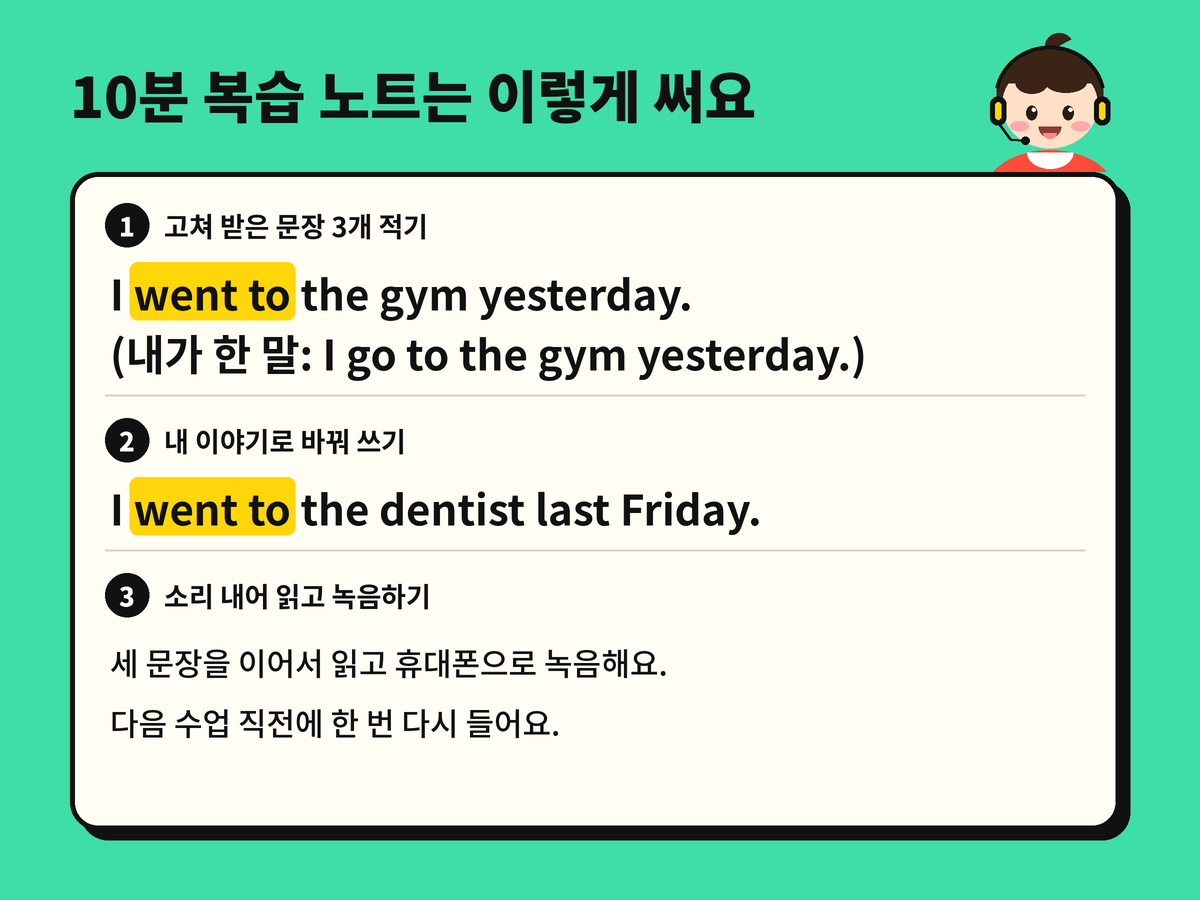 10분 복습 노트는 이렇게 써요
1 고쳐 받은 문장 3개 적기
I went to the gym yesterday.
(내가 한 말: I go to the gym yesterday.)
2 내 이야기로 바꿔 쓰기
I went to the dentist last Friday.
3 소리 내어 읽고 녹음하기
세 문장을 이어서 읽고 휴대폰으로 녹음해요.
다음 수업 직전에 한 번 다시 들어요.